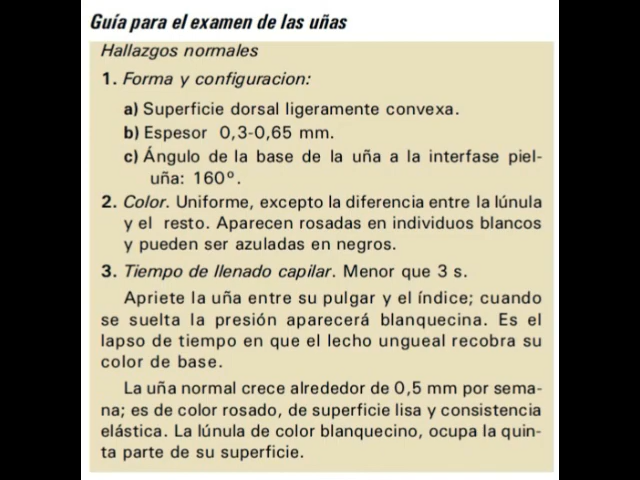 Guía para el examen de las uñas
Hallazgos normales
1. Forma y configuracion:
a) Superficie dorsal ligeramente convexa.
b) Espesor 0,3-0,65 mm.
c) Ángulo de la base de la uña a la interfase piel-
uña: 160º.
2. Color. Uniforme, excepto la diferencia entre la lúnula
y el resto. Aparecen rosadas en individuos blancos
y pueden ser azuladas en negros.
3. Tiempo de llenado capilar. Menor que 3 s.
Apriete la uña entre su pulgar y el índice; cuando
se suelta la presión aparecerá blanquecina. Es el
lapso de tiempo en que el lecho ungueal recobra su
color de base.
La uña normal crece alrededor de 0,5 mm por sema-
na; es de color rosado, de superficie lisa y consistencia
elástica. La lúnula de color blanquecino, ocupa la quin-
ta parte de su superficie.